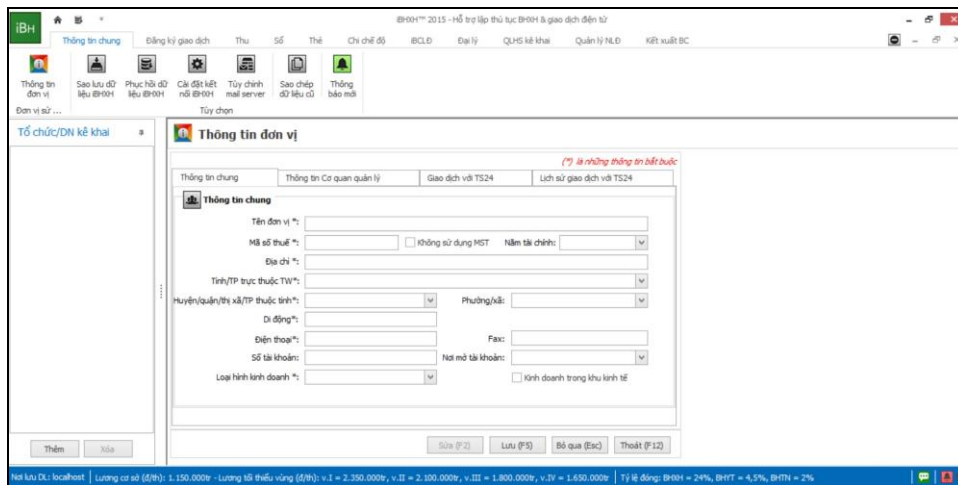 iBH
iBHXH™ 2015 - Hỗ trợ lập thủ tục BHXH & giao dịch điện tử
Thông tin chung Đăng ký giao dịch Thu Sổ Thẻ Chi chế độ iBCLĐ Đại lý QLHS kê khai Quản lý NLĐ Kết xuất BC
Thông tin đơn vị
Sao lưu dữ liệu iBHXH
Phục hồi dữ liệu iBHXH
Cài đặt kết nối iBHXH
Tùy chỉnh mail server
Sao chép dữ liệu cũ
Thông báo mới
Đơn vị sử ... Tùy chọn
Tổ chức/DN kê khai
Thông tin đơn vị
(*) là những thông tin bắt buộc
Thông tin chung Thông tin Cơ quan quản lý Giao dịch với TS24 Lịch sử giao dịch với TS24
Thông tin chung
Tên đơn vị *:
Mã số thuế *: Không sử dụng MST Năm tài chính:
Địa chỉ *:
Tỉnh/TP trực thuộc TW*:
Huyện/quận/thị xã/TP thuộc tỉnh*: Phường/xã:
Di động*:
Điện thoại*: Fax:
Số tài khoản: Nơi mở tài khoản:
Loại hình kinh doanh *: Kinh doanh trong khu kinh tế
Thêm Xóa Sửa (F2) Lưu (F5) Bỏ qua (Esc) Thoát (F12)
Nơi lưu DL: localhost Lương cơ sở (đ/th): 1.150.000tr - Lương tối thiểu vùng (đ/th): v.I = 2.350.000tr, v.II = 2.100.000tr, v.III = 1.800.000tr, v.IV = 1.650.000tr Tỷ lệ đóng: BHXH = 24%, BHYT = 4,5%, BHTN = 2%